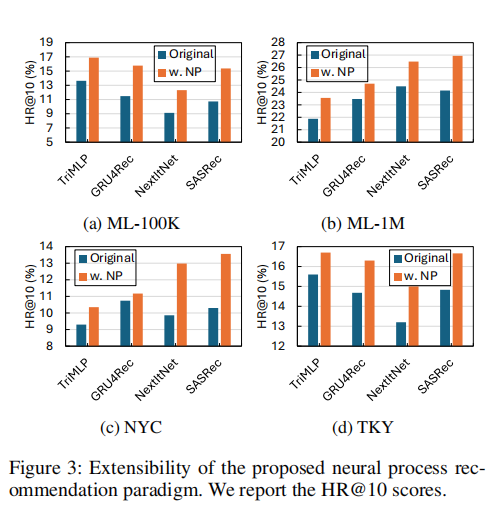 19
17
15
13
11
9
7
5
HR@10 (%)
Original
w. NP
TriMLP
GRU4Rec
NextItNet
SASRec
(a) ML-100K
28
27
26
25
24
23
22
21
20
HR@10 (%)
Original
w. NP
TriMLP
GRU4Rec
NextItNet
SASRec
(b) ML-1M
14
13
12
11
10
9
8
HR@10 (%)
Original
w. NP
TriMLP
GRU4Rec
NextItNet
SASRec
(c) NYC
17
16
15
14
13
12
HR@10 (%)
Original
w. NP
TriMLP
GRU4Rec
NextItNet
SASRec
(d) TKY
Figure 3: Extensibility of the proposed neural process rec-
ommendation paradigm. We report the HR@10 scores.